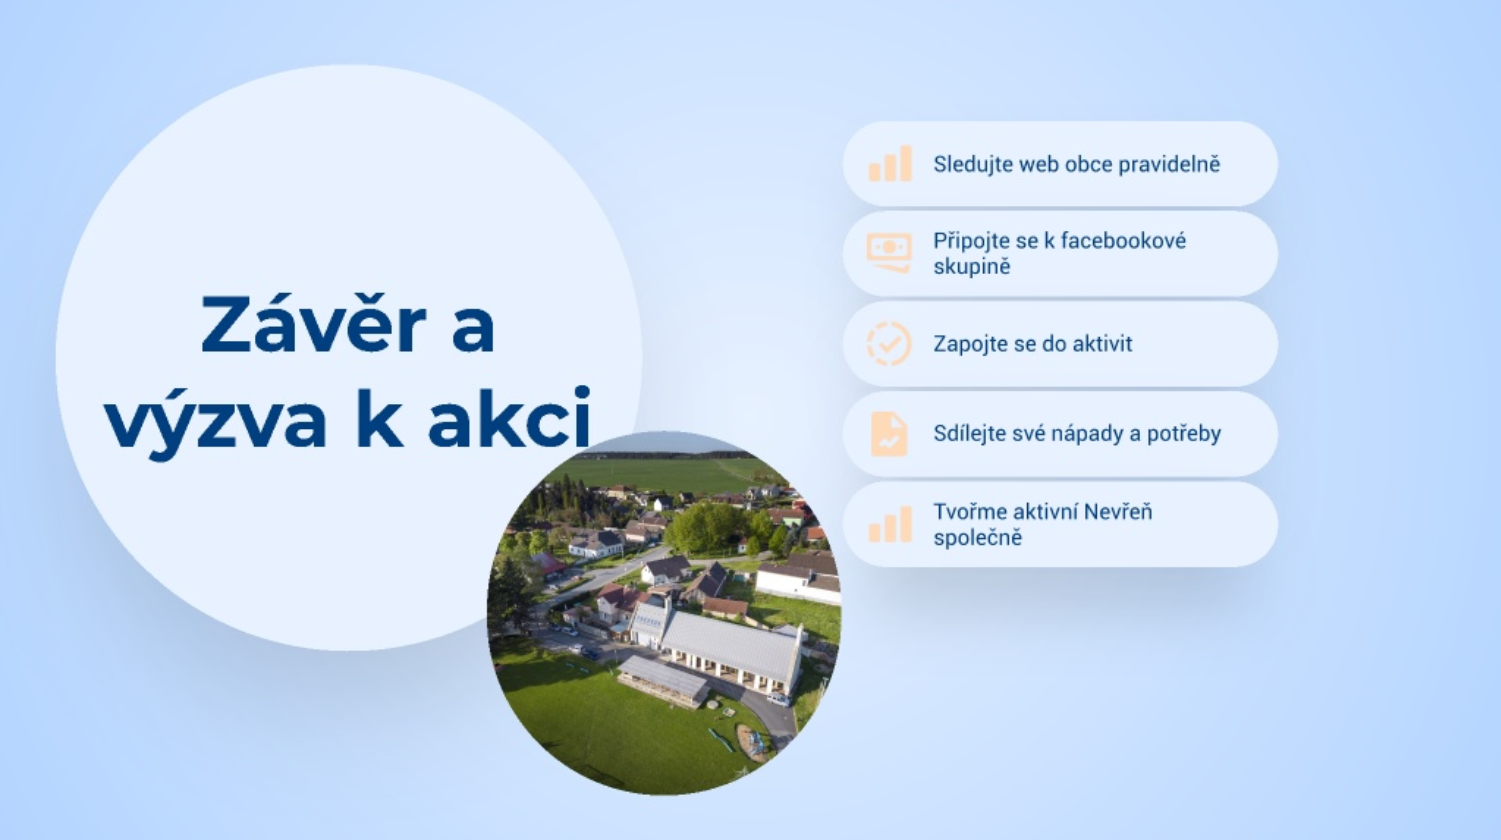 Závěr a
výzva k akci
Sledujte web obce pravidelně
Připojte se k facebookové
skupině
Zapojte se do aktivit
Sdílejte své nápady a potřeby
Tvořme aktivní Nevřeň
společně